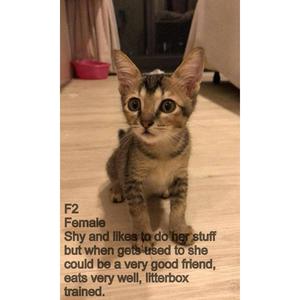 F2
Female
Shy and likes to do her stuff
but when gets used to she
could be a very good friend,
eats very well, litterbox
trained.